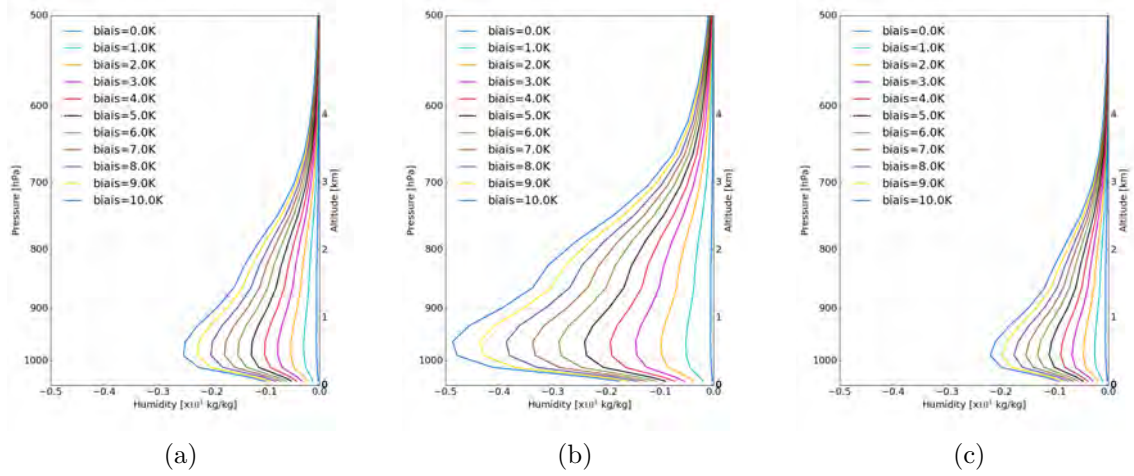 500
600
700
800
900
1000
Pressure [hPa]
biais=0.0K
biais=1.0K
biais=2.0K
biais=3.0K
biais=4.0K
biais=5.0K
biais=6.0K
biais=7.0K
biais=8.0K
biais=9.0K
biais=10.0K
4
3
2
1
0
Altitude [km]
−0.5 −0.4 −0.3 −0.2 −0.1 0.0
Humidity kg/kg]
(a)
500
600
700
800
900
1000
Pressure [hPa]
biais=0.0K
biais=1.0K
biais=2.0K
biais=3.0K
biais=4.0K
biais=5.0K
biais=6.0K
biais=7.0K
biais=8.0K
biais=9.0K
biais=10.0K
4
3
2
1
0
Altitude [km]
−0.5 −0.4 −0.3 −0.2 −0.1 0.0
Humidity kg/kg]
(b)
500
600
700
800
900
1000
Pressure [hPa]
biais=0.0K
biais=1.0K
biais=2.0K
biais=3.0K
biais=4.0K
biais=5.0K
biais=6.0K
biais=7.0K
biais=8.0K
biais=9.0K
biais=10.0K
4
3
2
1
0
Altitude [km]
−0.5 −0.4 −0.3 −0.2 −0.1 0.0
Humidity kg/kg]
(c)